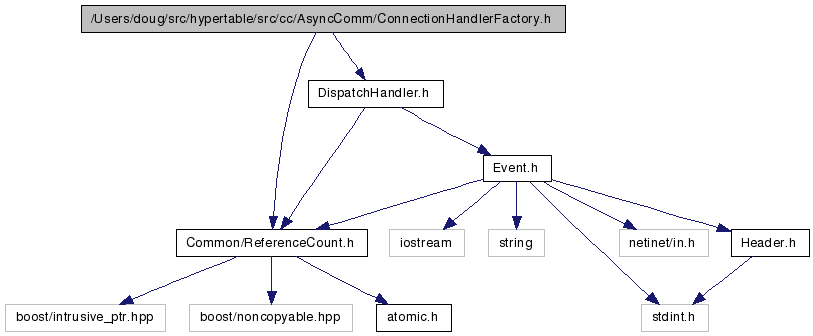 /Users/doug/src/hypertable/src/cc/AsyncComm/ConnectionHandlerFactory.h
DispatchHandler.h
Event.h
Common/ReferenceCount.h
iostream
string
netinet/in.h
Header.h
boost/intrusive_ptr.hpp
boost/noncopyable.hpp
atomic.h
stdint.h